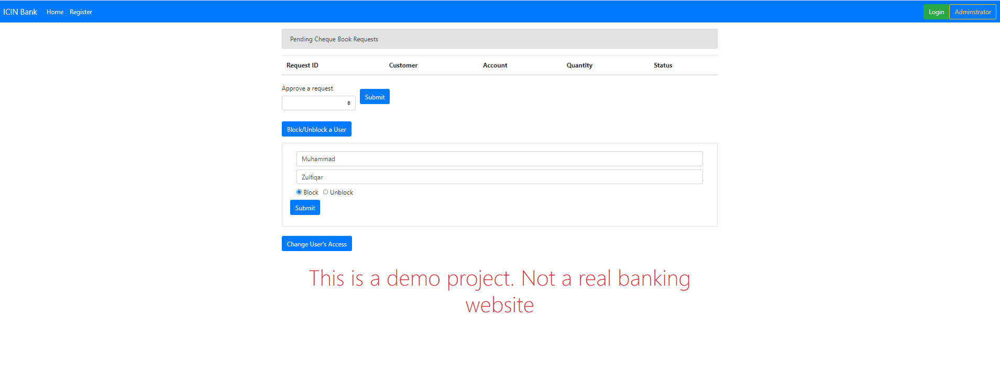 ICIN Bank Home Register Login Adminstrator
Pending Cheque Book Requests
Request ID Customer Account Quantity Status
Approve a request
Submit
Block/Unblock a User
Muhammad
Zulfiqar
Block Unblock
Submit
Change User's Access
This is a demo project. Not a real banking
website